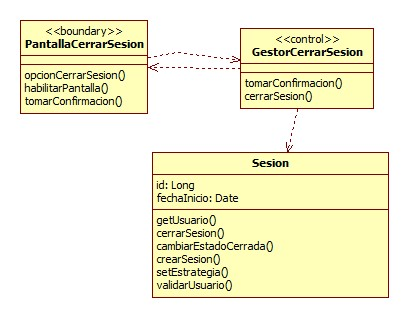 <<boundary>>
PantallaCerrarSesion
opcionCerrarSesion()
habilitarPantalla()
tomarConfirmacion()
<<control>>
GestorCerrarSesion
tomarConfirmacion()
cerrarSesion()
Sesion
id: Long
fechaInicio: Date
getUsuario()
cerrarSesion()
cambiarEstadoCerrada()
crearSesion()
setEstrategia()
validarUsuario()